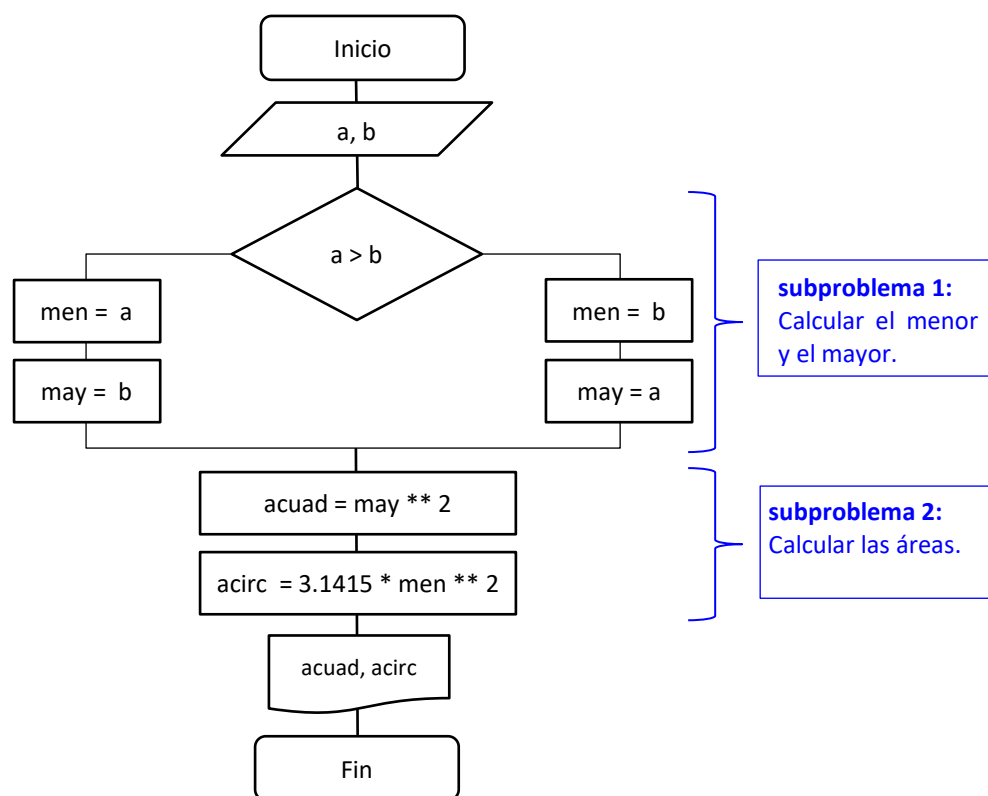 Inicio
a, b
a > b
men = a
may = b
men = b
may = a
subproblema 1:
Calcular el menor
y el mayor.
acuad = may ** 2
acirc = 3.1415 * men ** 2
subproblema 2:
Calcular las áreas.
acuad, acirc
Fin